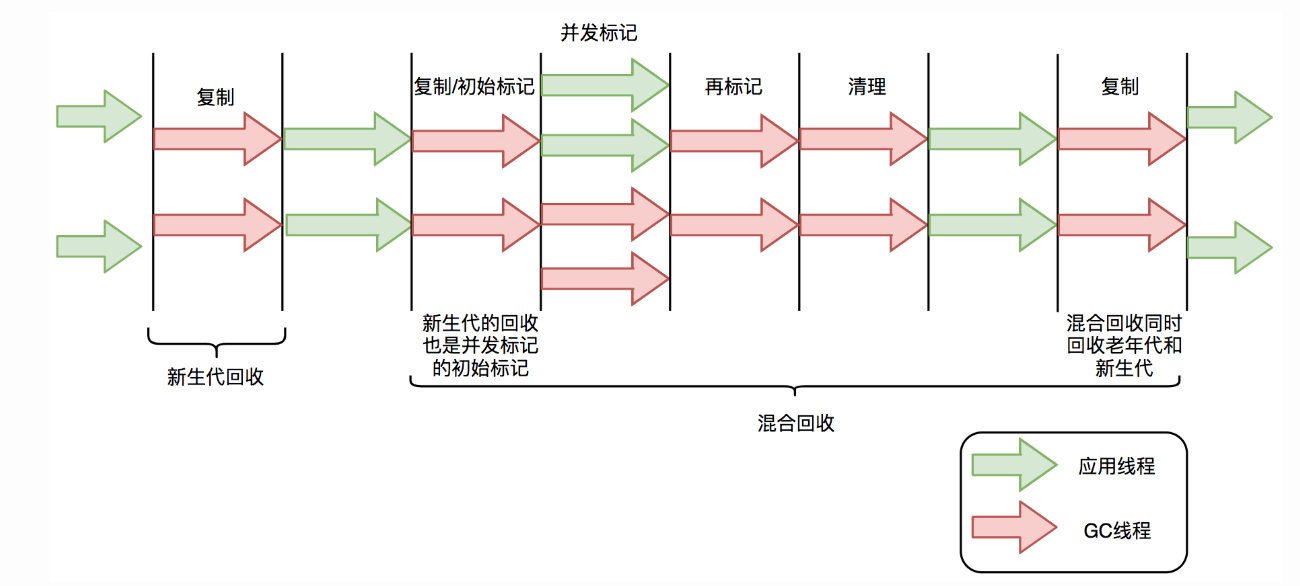 并发标记
复制
复制/初始标记
再标记
清理
复制
新生代的回收
也是并发标记
的初始标记
混合回收同时
回收老年代和
新生代
新生代回收
混合回收
应用线程
GC线程